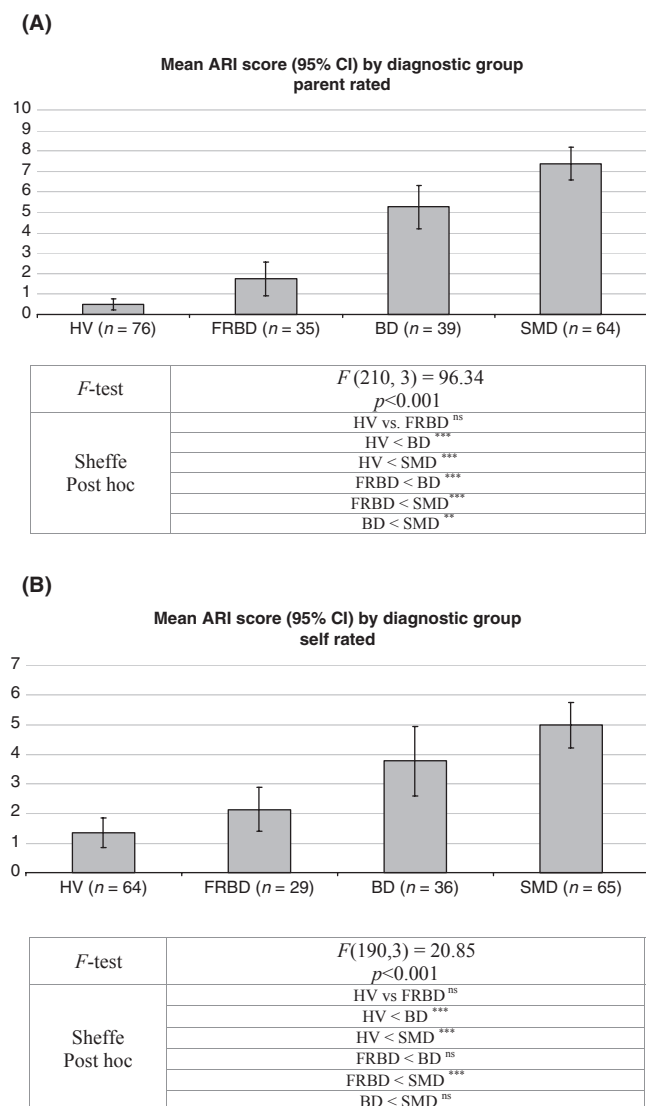 (A)
Mean ARI score (95% CI) by diagnostic group
parent rated
10
9
8
7
6
5
4
3
2
1
0
HV (n = 76) FRBD (n = 35) BD (n = 39) SMD (n = 64)
F-test
F (210, 3) = 96.34
p<0.001
Sheffe
Post hoc
HV vs. FRBD ns
HV < BD ***
HV < SMD ***
FRBD < BD ***
FRBD < SMD***
BD < SMD **
(B)
Mean ARI score (95% CI) by diagnostic group
self rated
7
6
5
4
3
2
1
0
HV (n = 64) FRBD (n = 29) BD (n = 36) SMD (n = 65)
F-test
F(190,3) = 20.85
p<0.001
Sheffe
Post hoc
HV vs FRBD ns
HV < BD ***
HV < SMD ***
FRBD < BD ns
FRBD < SMD ***
BD < SMD ns